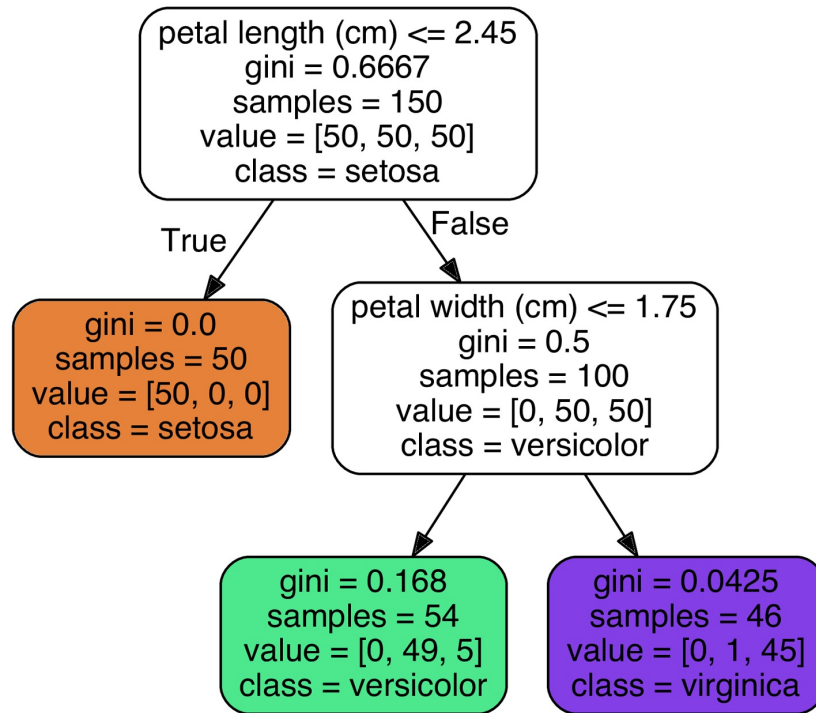 petal length (cm) <= 2.45
gini = 0.6667
samples = 150
value = [50, 50, 50]
class = setosa
True
False
gini = 0.0
samples = 50
value = [50, 0, 0]
class = setosa
petal width (cm) <= 1.75
gini = 0.5
samples = 100
value = [0, 50, 50]
class = versicolor
gini = 0.168
samples = 54
value = [0, 49, 5]
class = versicolor
gini = 0.0425
samples = 46
value = [0, 1, 45]
class = virginica